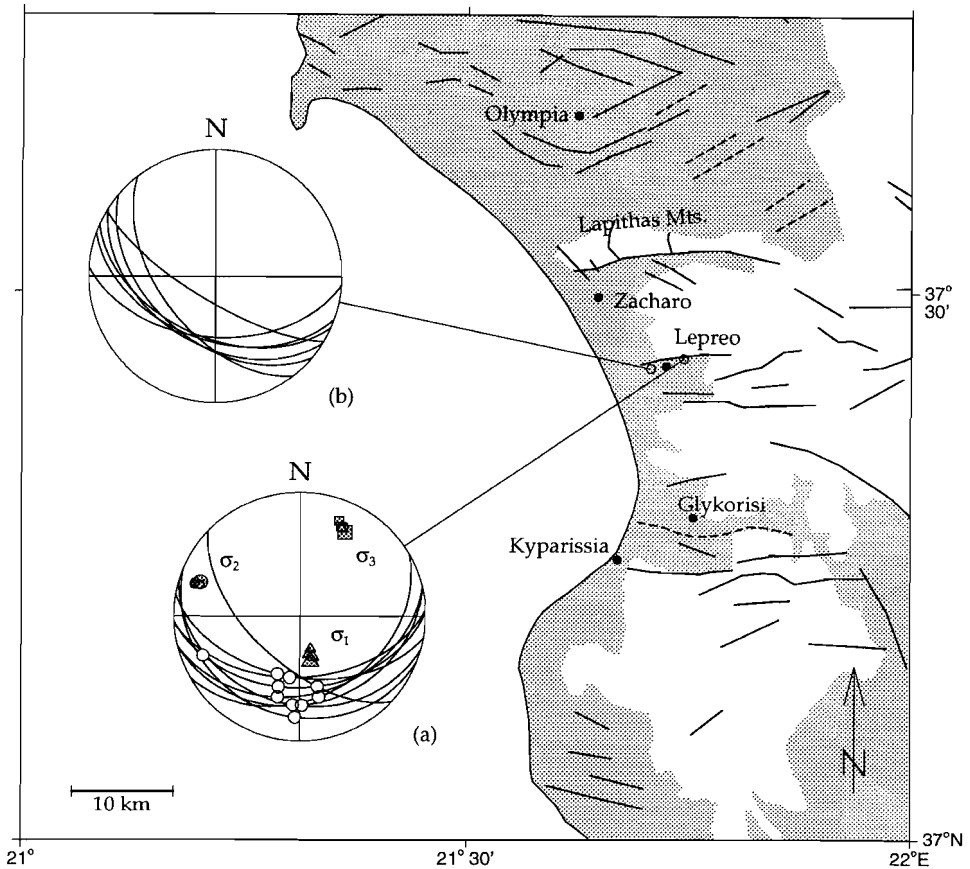 Olympia
N
Lapithas Mts.
Zacharo
37°
30'
Lepreo
(b)
N
Glykorisi
σ3
Kyparissia
σ2
σ1
(a)
N
10 km
37°N
21°
21° 30'
22°E